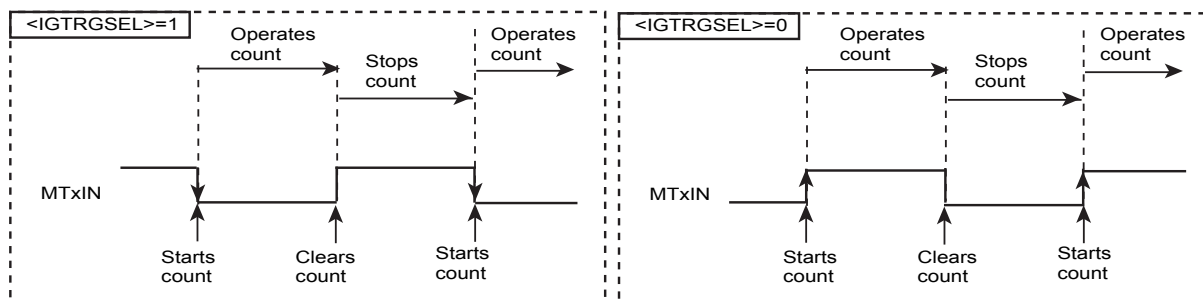 <IGTRGSEL>=1
Operates
count
Stops
count
Operates
count
MTxIN
Starts
count
Clears
count
Starts
count
<IGTRGSEL>=0
Operates
count
Stops
count
Operates
count
MTxIN
Starts
count
Clears
count
Starts
count